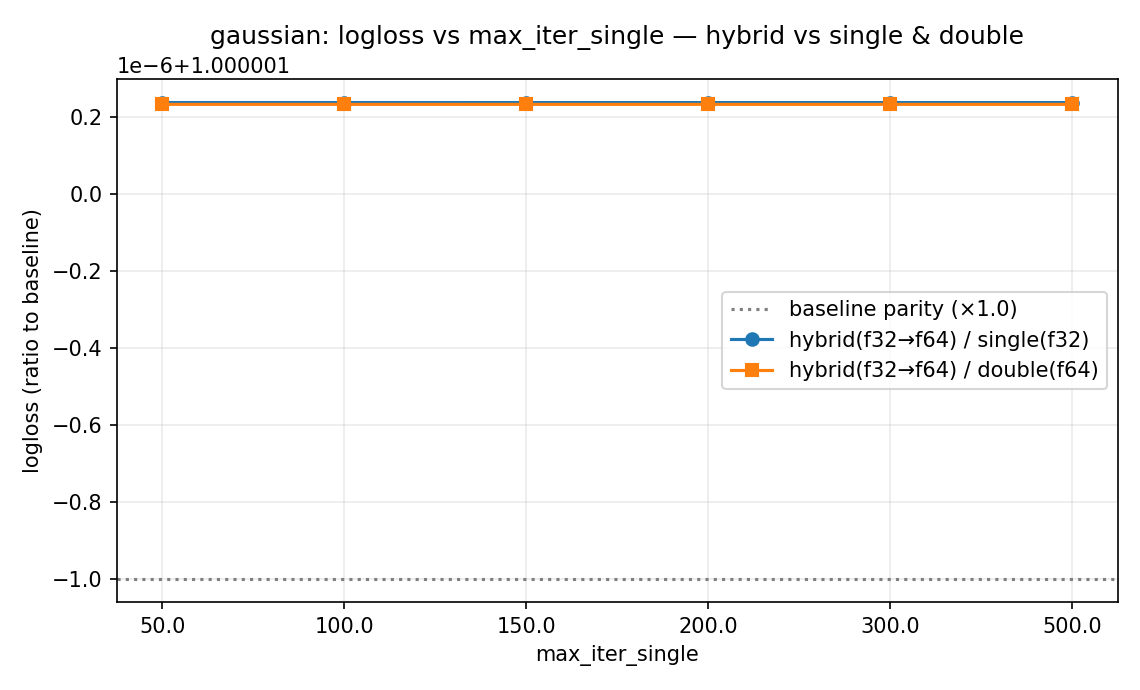 gaussian: logloss vs max_iter_single — hybrid vs single & double
1e−6+1.000001
0.2
0.0
−0.2
−0.4
−0.6
−0.8
−1.0
logloss (ratio to baseline)
baseline parity (×1.0)
hybrid(f32→f64) / single(f32)
hybrid(f32→f64) / double(f64)
50.0 100.0 150.0 200.0 300.0 500.0
max_iter_single